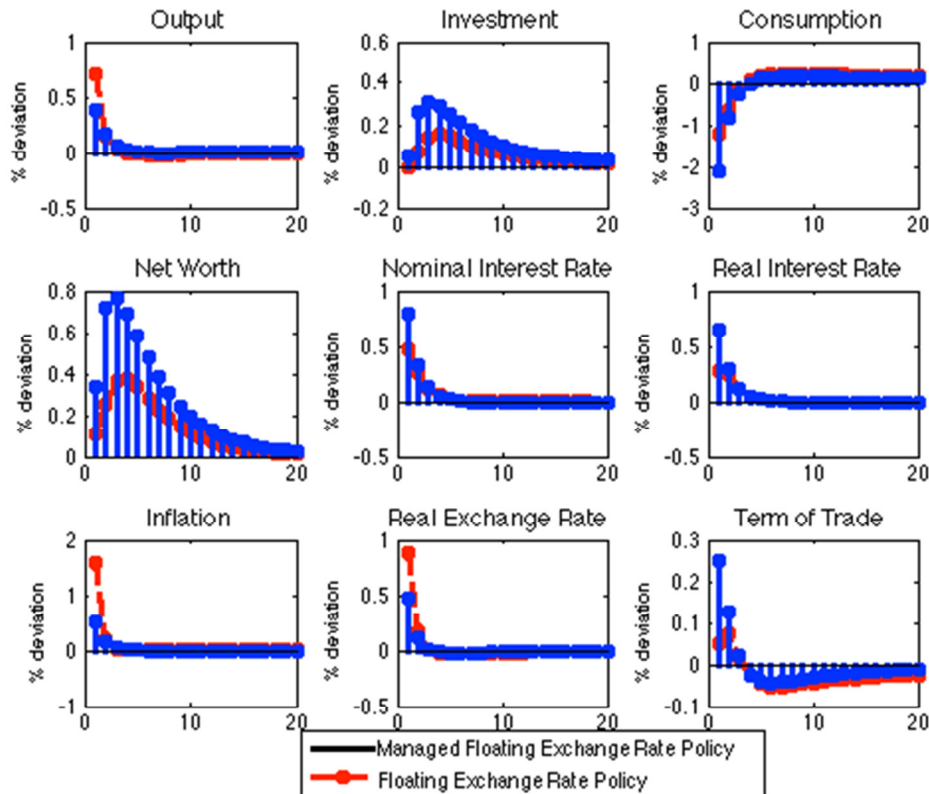 Output Investment Consumption
% deviation 1 0.5 0 -0.5 0 10 20
% deviation 0.6 0.4 0.2 0 0.2 0 10 20
% deviation 1 0 -1 -2 -3 0 10 20
Net Worth Nominal Interest Rate Real Interest Rate
% deviation 0.8 0.6 0.4 0.2 0 0 10 20
% deviation 1 0.5 0 -0.5 0 10 20
% deviation 1 0.5 0 -0.5 0 10 20
Inflation Real Exchange Rate Term of Trade
% deviation 2 1 0 -1 0 10 20
% deviation 1 0.5 0 -0.5 0 10 20
% deviation 0.3 0.2 0.1 0 -0.1 0 10 20
Managed Floating Exchange Rate Policy
Floating Exchange Rate Policy